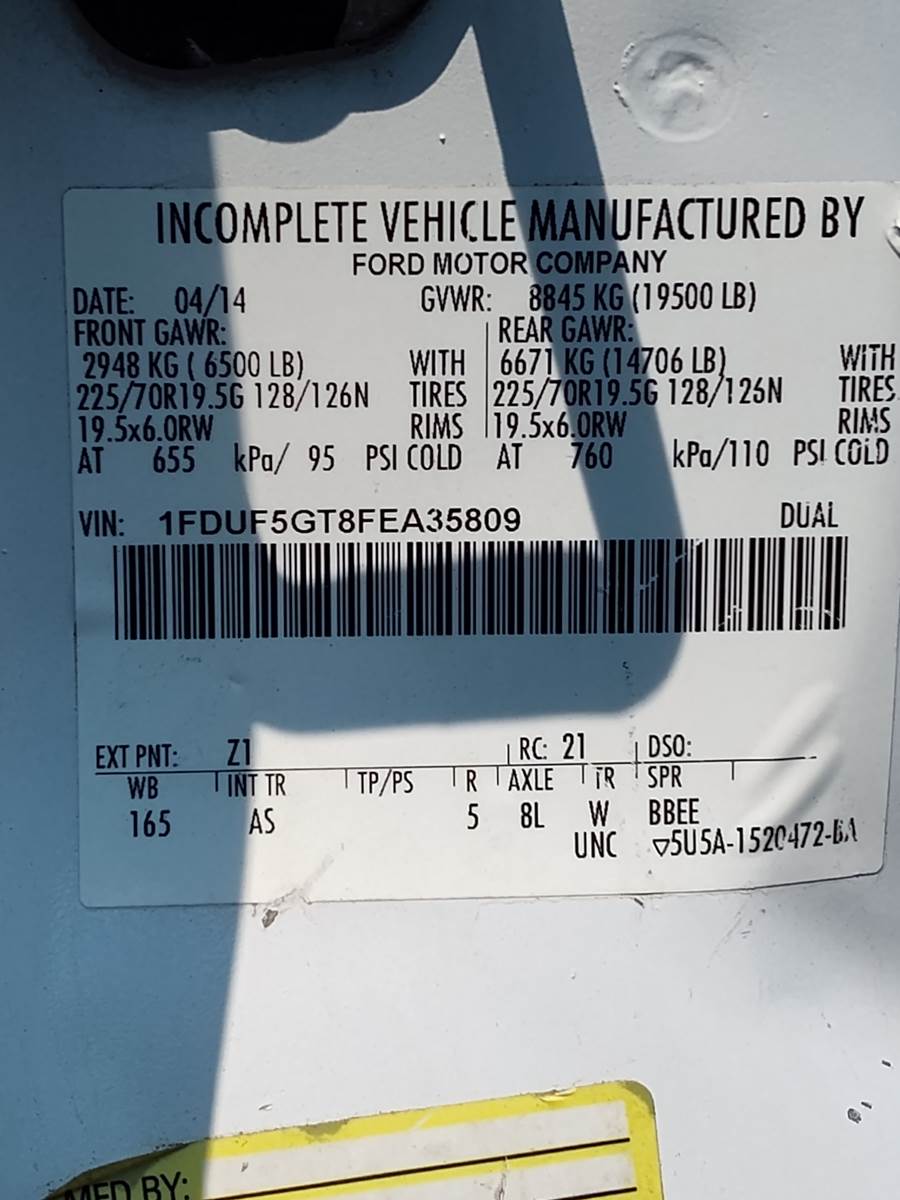 INCOMPLETE VEHICLE MANUFACTURED BY
FORD MOTOR COMPANY
DATE: 04/14 GVWR: 8845 KG (19500 LB)
FRONT GAWR: REAR GAWR:
2948 KG ( 6500 LB) WITH 6671 KG (14706 LB) WITH
225/70R19.5G 128/126N TIRES 225/70R19.5G 128/126N TIRES
19.5x6.0RW RIMS 19.5x6.0RW RIMS
AT 655 kPa/ 95 PSI COLD AT 760 kPa/110 PSI COLD
VIN: 1FDUF5GT8FEA35809 DUAL
EXT PNT: Z1 RC: 21 DSO:
WB INT TR TP/PS R AXLE TR SPR
165 AS 5 8L W BBEE
UNC ▽5U5A-1520472-BA
MFD BY: